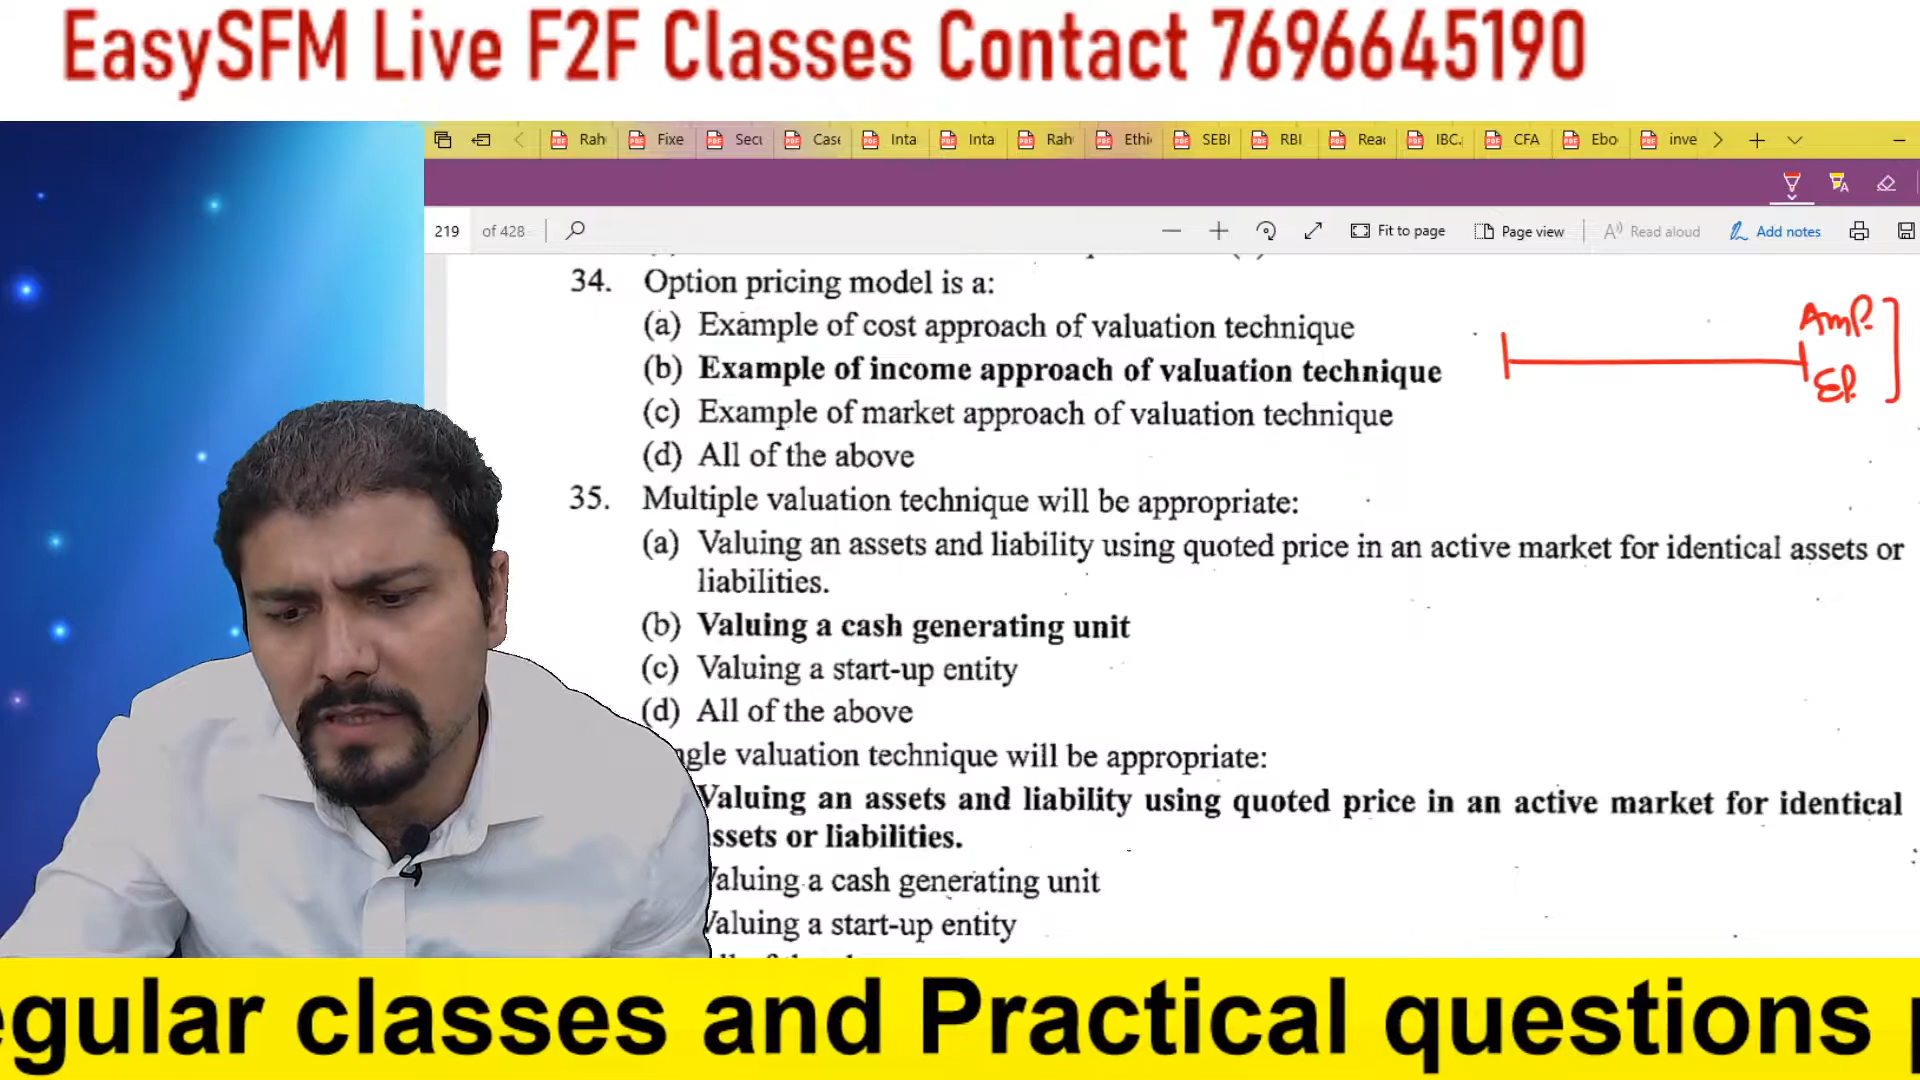 EasySFM Live F2F Classes Contact 7696645190
Rah Fixe Secu Case Inta Inta Rah Ethi SEBI RBI Reac IBC, CFA Ebo inve
219 of 428 Fit to page Page view Read aloud Add notes
34. Option pricing model is a:
(a) Example of cost approach of valuation technique
(b) Example of income approach of valuation technique
(c) Example of market approach of valuation technique
(d) All of the above
AMP.
EP.
35. Multiple valuation technique will be appropriate:
(a) Valuing an assets and liability using quoted price in an active market for identical assets or
liabilities.
(b) Valuing a cash generating unit
(c) Valuing a start-up entity
(d) All of the above
ngle valuation technique will be appropriate:
Valuing an assets and liability using quoted price in an active market for identical
ssets or liabilities.
Valuing a cash generating unit
Valuing a start-up entity
egular classes and Practical questions